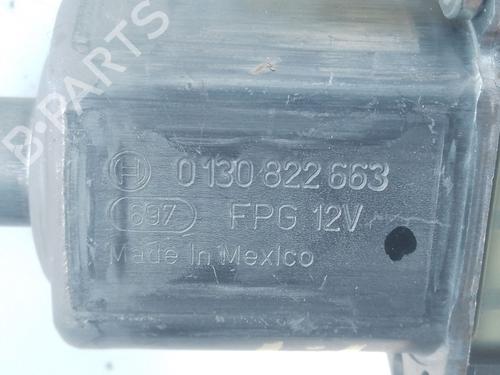 B-PARTS
0 130 822 663
697 FPG 12V
Made In Mexico